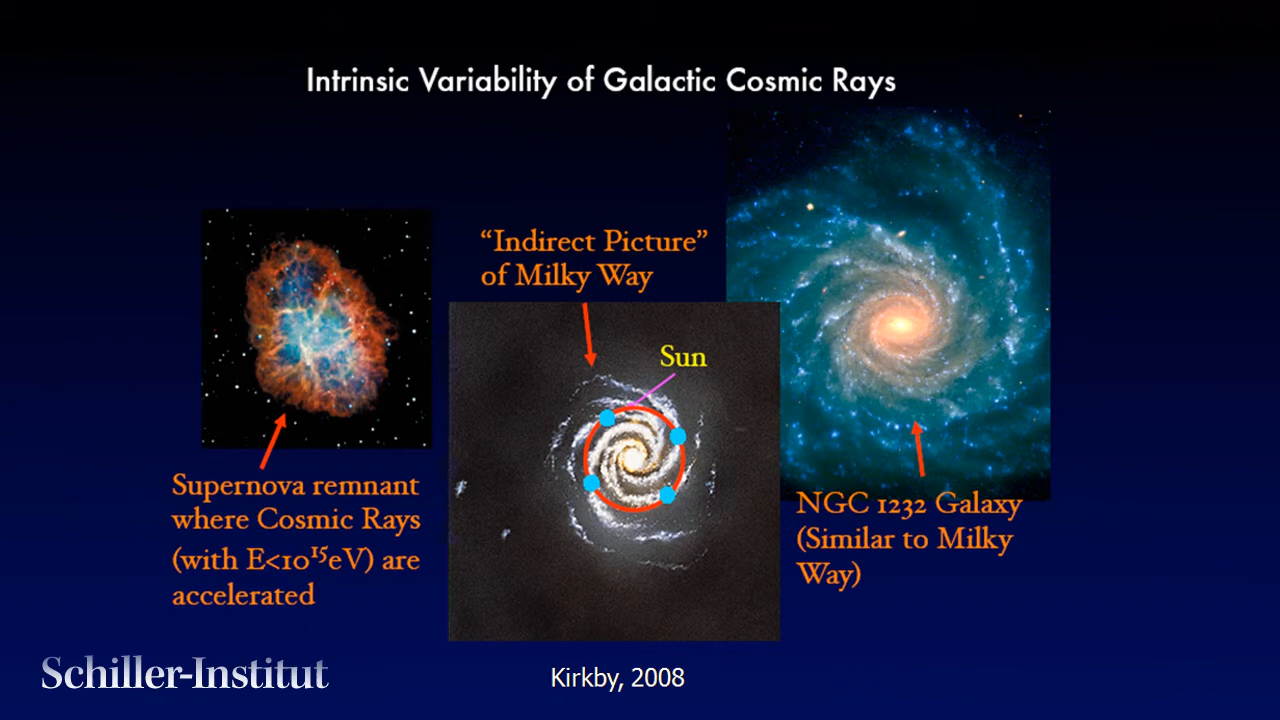 Intrinsic Variability of Galactic Cosmic Rays
“Indirect Picture”
of Milky Way
Sun
Supernova remnant
where Cosmic Rays
(with E<10¹⁵eV) are
accelerated
NGC 1232 Galaxy
(Similar to Milky
Way)
Schiller-Institut
Kirkby, 2008